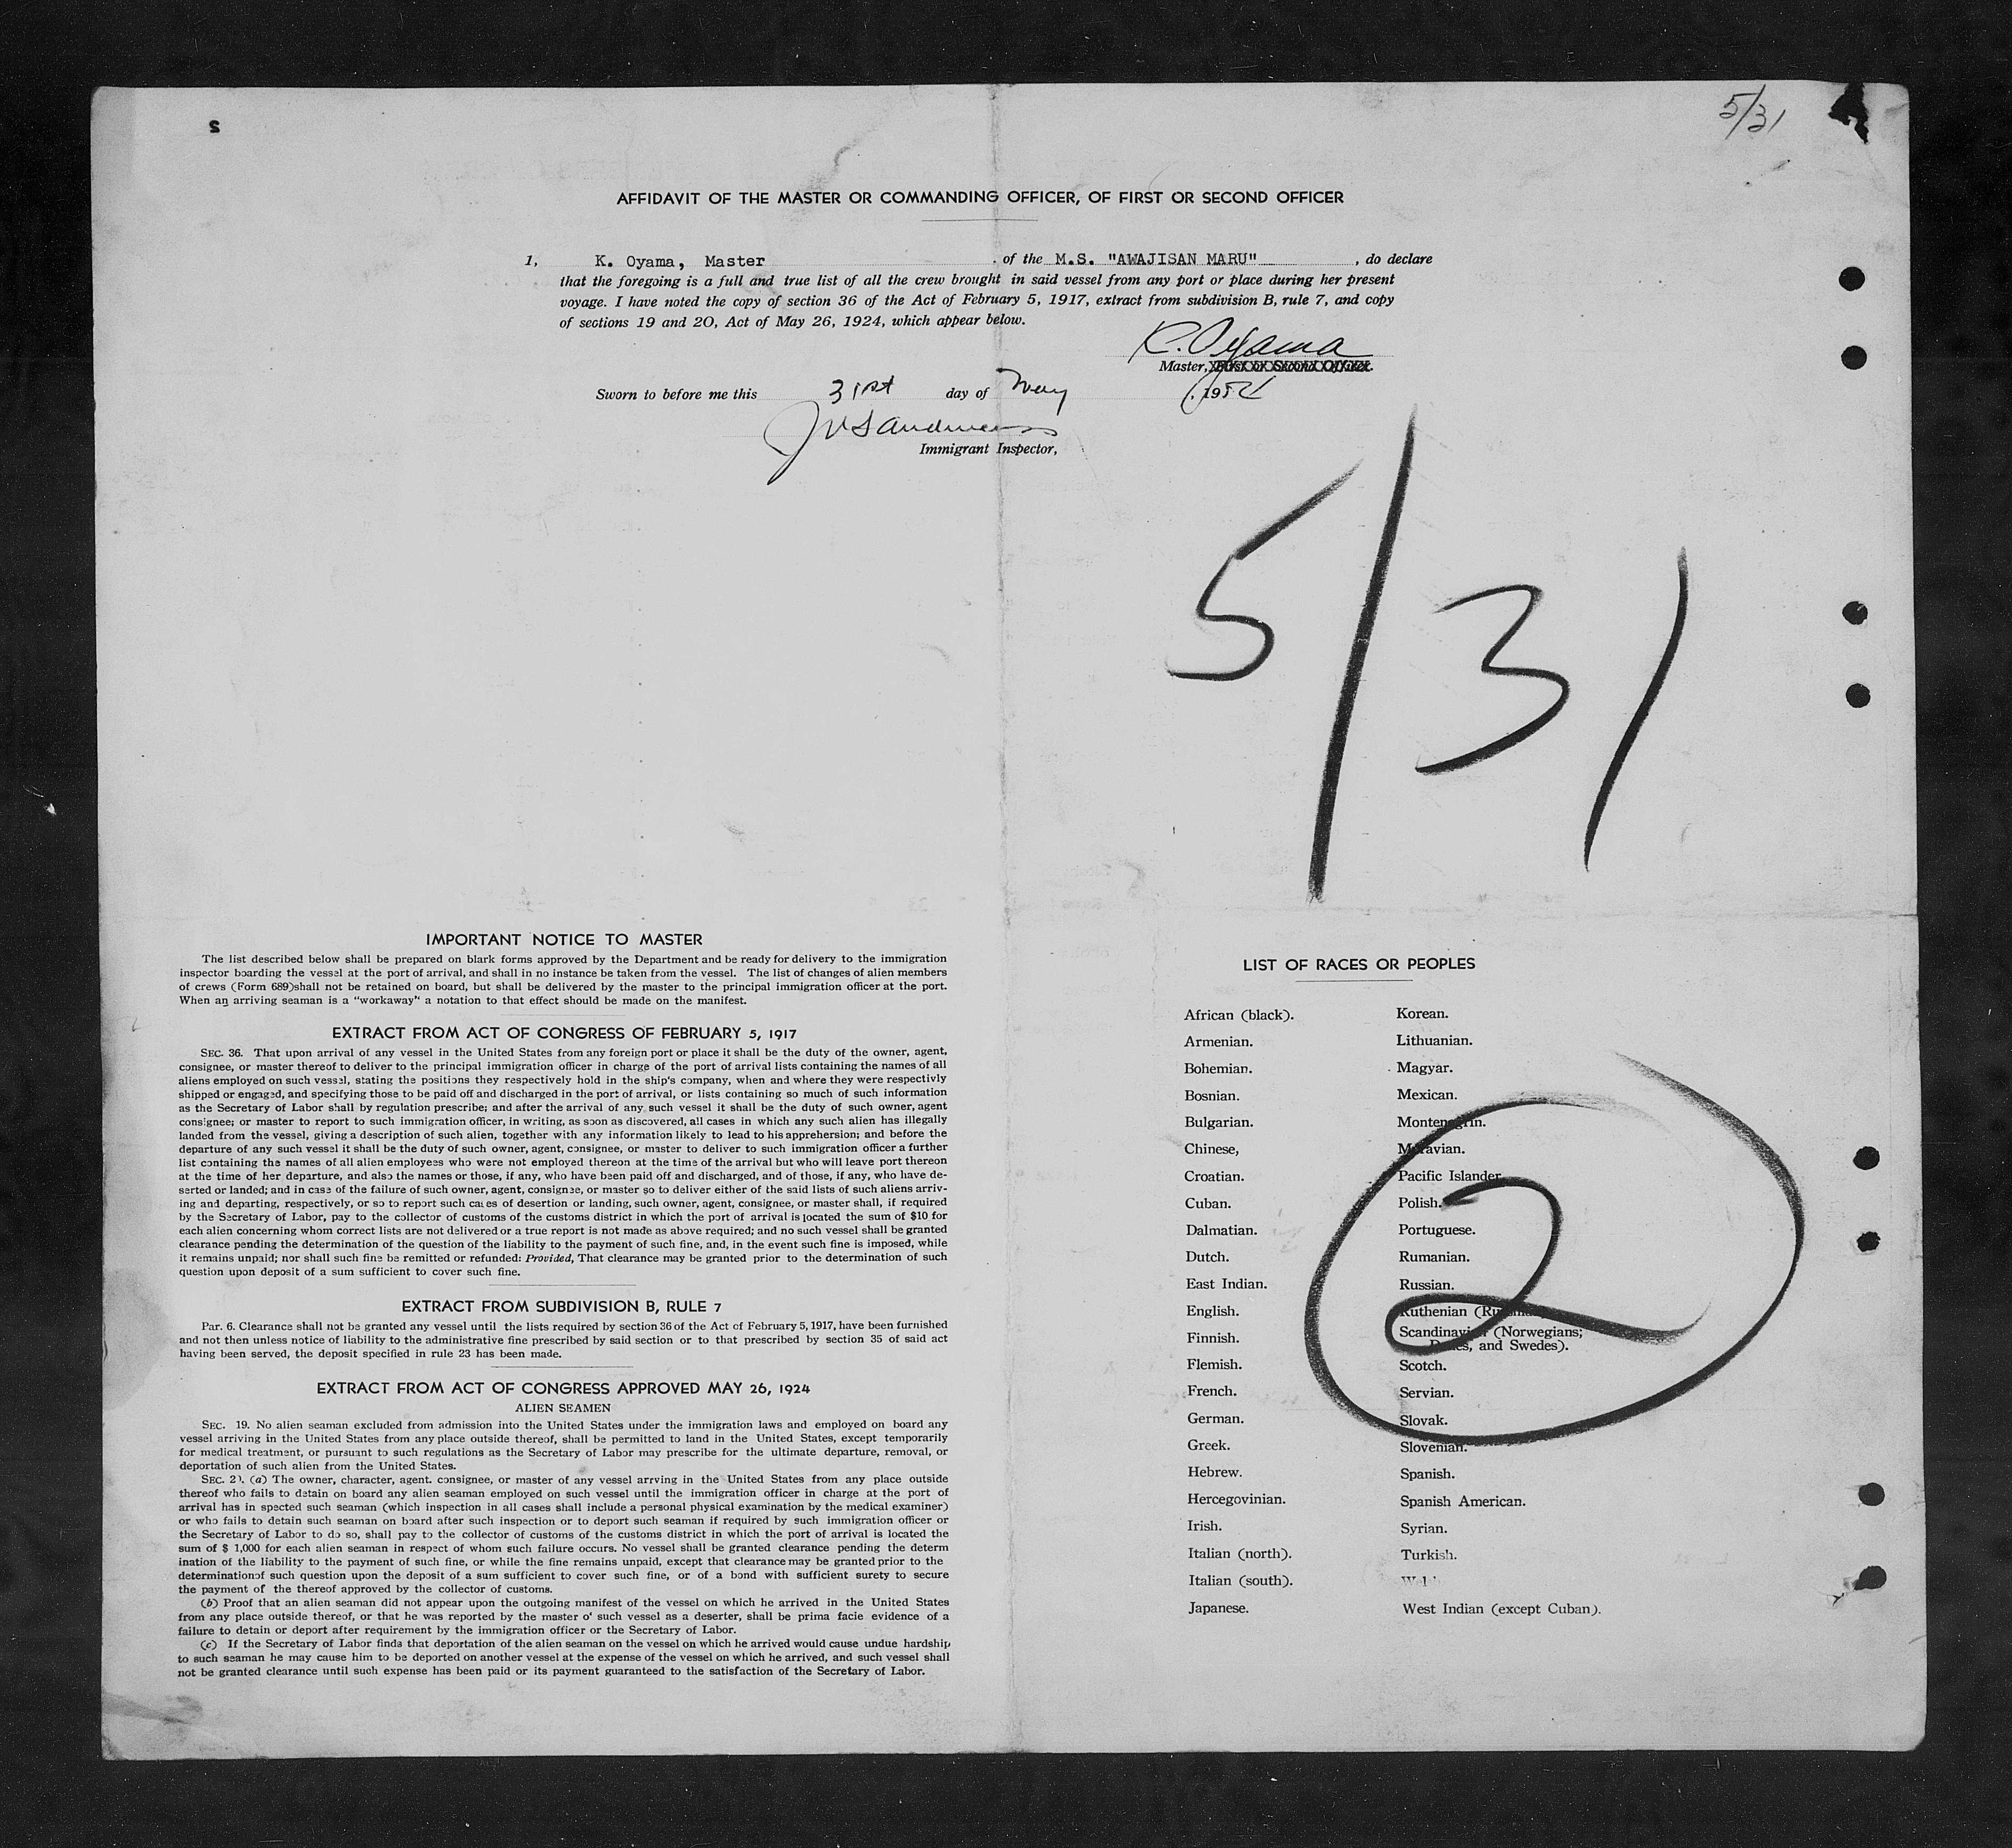 2
5/31
AFFIDAVIT OF THE MASTER OR COMMANDING OFFICER, OF FIRST OR SECOND OFFICER
1, K. Oyama, Master . of the M.S. "AWAJISAN MARU" , do declare
that the foregoing is a full and true list of all the crew brought in said vessel from any port or place during her present
voyage. I have noted the copy of section 36 of the Act of February 5, 1917, extract from subdivision B, rule 7, and copy
of sections 19 and 20, Act of May 26, 1924, which appear below.
K. Oyama
Master, First or Second Officer.
Sworn to before me this 31st day of May , 195
Immigrant Inspector,
5/31
IMPORTANT NOTICE TO MASTER
The list described below shall be prepared on blark forms approved by the Department and be ready for delivery to the immigration
inspector boarding the vessel at the port of arrival, and shall in no instance be taken from the vessel. The list of changes of alien members
of crews (Form 689)shall not be retained on board, but shall be delivered by the master to the principal immigration officer at the port.
When an arriving seaman is a "workaway" a notation to that effect should be made on the manifest.
EXTRACT FROM ACT OF CONGRESS OF FEBRUARY 5, 1917
SEC. 36. That upon arrival of any vessel in the United States from any foreign port or place it shall be the duty of the owner, agent,
consignee, or master thereof to deliver to the principal immigration officer in charge of the port of arrival lists containing the names of all
aliens employed on such vessel, stating the positions they respectively hold in the ship's company, when and where they were respectivly
shipped or engaged, and specifying those to be paid off and discharged in the port of arrival, or lists containing so much of such information
as the Secretary of Labor shall by regulation prescribe; and after the arrival of any such vessel it shall be the duty of such owner, agent
consignee; or master to report to such immigration officer, in writing, as soon as discovered, all cases in which any such alien has illegally
landed from the vessel, giving a description of such alien, together with any information likely to lead to his apprehersion; and before the
departure of any such vessel it shall be the duty of such owner, agent, consignee, or master to deliver to such immigration officer a further
list containing the names of all alien employees who were not employed thereon at the time of the arrival but who will leave port thereon
at the time of her departure, and also the names or those, if any, who have been paid off and discharged, and of those, if any, who have de-
serted or landed; and in case of the failure of such owner, agent, consignee, or master so to deliver either of the said lists of such aliens arriv-
ing and departing, respectively, or so to report such cases of desertion or landing, such owner, agent, consignee, or master shall, if required
by the Secretary of Labor, pay to the collector of customs of the customs district in which the port of arrival is located the sum of $10 for
each alien concerning whom correct lists are not delivered or a true report is not made as above required; and no such vessel shall be granted
clearance pending the determination of the question of the liability to the payment of such fine, and, in the event such fine is imposed, while
it remains unpaid; nor shall such fine be remitted or refunded: Provided, That clearance may be granted prior to the determination of such
question upon deposit of a sum sufficient to cover such fine.
EXTRACT FROM SUBDIVISION B, RULE 7
Par. 6. Clearance shall not be granted any vessel until the lists required by section 36 of the Act of February 5, 1917, have been furnished
and not then unless notice of liability to the administrative fine prescribed by said section or to that prescribed by section 35 of said act
having been served, the deposit specified in rule 23 has been made.
EXTRACT FROM ACT OF CONGRESS APPROVED MAY 26, 1924
ALIEN SEAMEN
SEC. 19. No alien seaman excluded from admission into the United States under the immigration laws and employed on board any
vessel arriving in the United States from any place outside thereof, shall be permitted to land in the United States, except temporarily
for medical treatment, or pursuant to such regulations as the Secretary of Labor may prescribe for the ultimate departure, removal, or
deportation of such alien from the United States.
SEC. 20. (a) The owner, character, agent. consignee, or master of any vessel arrving in the United States from any place outside
thereof who fails to detain on board any alien seaman employed on such vessel until the immigration officer in charge at the port of
arrival has in spected such seaman (which inspection in all cases shall include a personal physical examination by the medical examiner)
or who fails to detain such seaman on board after such inspection or to deport such seaman if required by such immigration officer or
the Secretary of Labor to do so, shall pay to the collector of customs of the customs district in which the port of arrival is located the
sum of $ 1,000 for each alien seaman in respect of whom such failure occurs. No vessel shall be granted clearance pending the determ
ination of the liability to the payment of such fine, or while the fine remains unpaid, except that clearance may be granted prior to the
determinationof such question upon the deposit of a sum sufficient to cover such fine, or of a bond with sufficient surety to secure
the payment of the thereof approved by the collector of customs.
(b) Proof that an alien seaman did not appear upon the outgoing manifest of the vessel on which he arrived in the United States
from any place outside thereof, or that he was reported by the master o' such vessel as a deserter, shall be prima facie evidence of a
failure to detain or deport after requirement by the immigration officer or the Secretary of Labor.
(c) If the Secretary of Labor finds that deportation of the alien seaman on the vessel on which he arrived would cause undue hardship
to such seaman he may cause him to be deported on another vessel at the expense of the vessel on which he arrived, and such vessel shall
not be granted clearance until such expense has been paid or its payment guaranteed to the satisfaction of the Secretary of Labor.
LIST OF RACES OR PEOPLES
African (black).
Armenian.
Bohemian.
Bosnian.
Bulgarian.
Chinese,
Croatian.
Cuban.
Dalmatian.
Dutch.
East Indian.
English.
Finnish.
Flemish.
French.
German.
Greek.
Hebrew.
Hercegovinian.
Irish.
Italian (north).
Italian (south).
Japanese.
Korean.
Lithuanian.
Magyar.
Mexican.
Montenegrin.
Moravian.
Pacific Islander.
Polish.
Portuguese.
Rumanian.
Russian.
Ruthenian
Scandinavian (Norwegians;
Danes, and Swedes).
Scotch.
Servian.
Slovak.
Slovenian.
Spanish.
Spanish American.
Syrian.
Turkish.
West Indian (except Cuban).
2